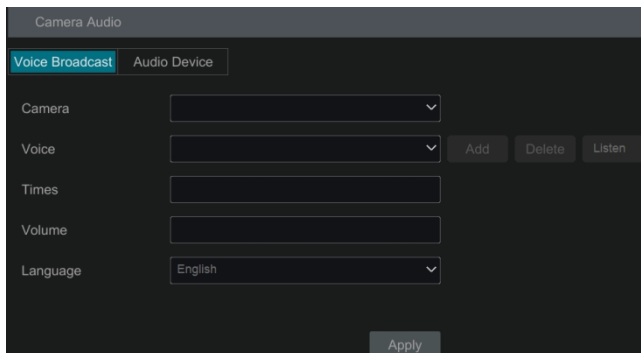 Camera Audio
Voice Broadcast Audio Device
Camera
Voice Add Delete Listen
Times
Volume
Language English
Apply